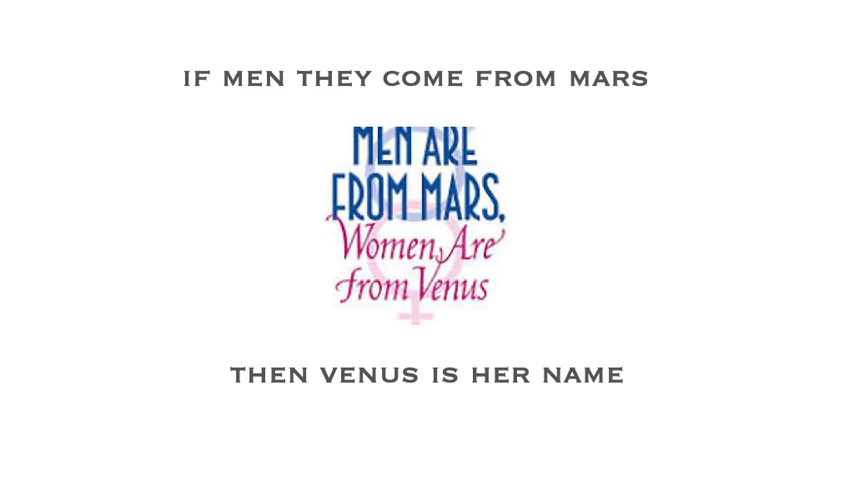 IF MEN THEY COME FROM MARS
MEN ARE
FROM MARS,
Women Are
from Venus
THEN VENUS IS HER NAME